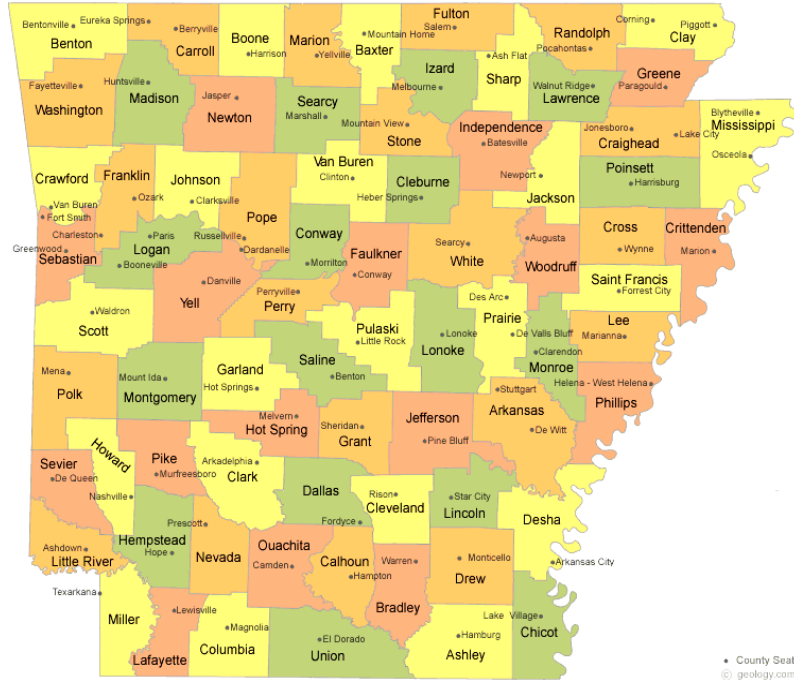 Bentonville
Eureka Springs
Benton
Berryville
Carroll
Boone
Harrison
Marion
Yellville
Mountain Home
Baxter
Fulton
Salem
Ash Flat
Sharp
Randolph
Pocahontas
Corning
Piggott
Clay
Fayetteville
Washington
Huntsville
Madison
Jasper
Newton
Searcy
Marshall
Izard
Melbourne
Mountain View
Stone
Independence
Batesville
Walnut Ridge
Lawrence
Greene
Paragould
Jonesboro
Lake City
Craighead
Blytheville
Mississippi
Osceola
Crawford
Van Buren
Fort Smith
Franklin
Ozark
Johnson
Clarksville
Pope
Russellville
Van Buren
Clinton
Cleburne
Heber Springs
Newport
Jackson
Poinsett
Harrisburg
Charleston
Greenwood
Sebastian
Paris
Logan
Booneville
Dardanelle
Danville
Yell
Conway
Morrilton
Faulkner
Conway
Searcy
White
Augusta
Woodruff
Cross
Wynne
Crittenden
Marion
Saint Francis
Forrest City
Waldron
Scott
Perryville
Perry
Pulaski
Little Rock
Lonoke
Lonoke
Des Arc
Prairie
De Valls Bluff
Clarendon
Monroe
Lee
Marianna
Helena - West Helena
Phillips
Mena
Polk
Mount Ida
Montgomery
Garland
Hot Springs
Saline
Benton
Melvern
Hot Spring
Sheridan
Grant
Jefferson
Pine Bluff
Stuttgart
Arkansas
De Witt
Sevier
De Queen
Howard
Nashville
Pike
Murfreesboro
Arkadelphia
Clark
Dallas
Fordyce
Rison
Cleveland
Star City
Lincoln
Desha
Arkansas City
Ashdown
Little River
Hempstead
Hope
Prescott
Nevada
Ouachita
Camden
Calhoun
Hampton
Warren
Bradley
Monticello
Drew
Texarkana
Miller
Lewisville
Lafayette
Magnolia
Columbia
El Dorado
Union
Hamburg
Ashley
Lake Village
Chicot
County Seat
© geology.com